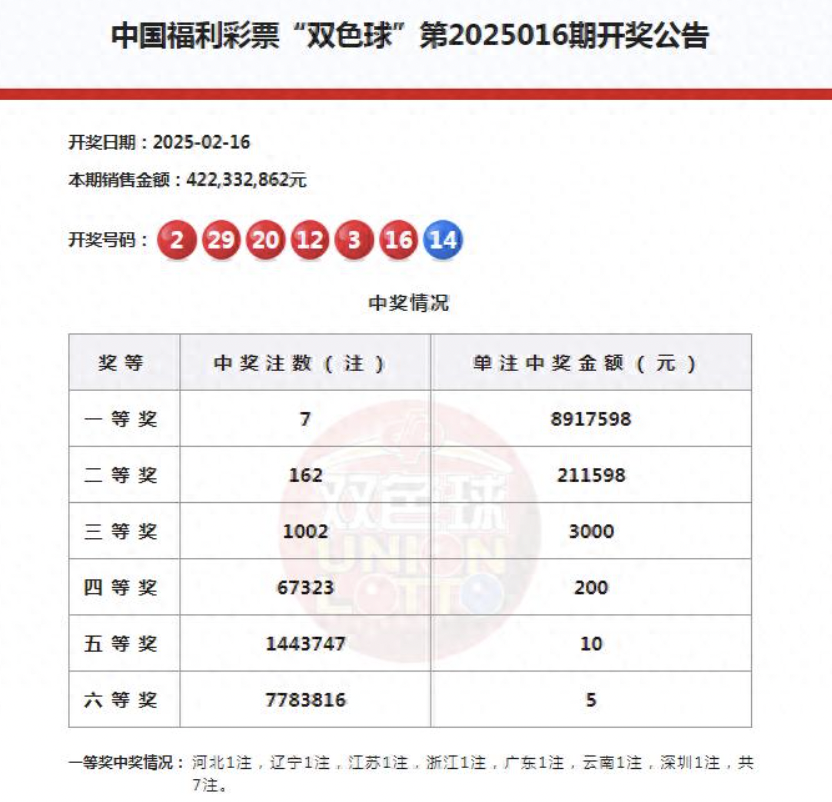 中国福利彩票“双色球”第2025016期开奖公告
开奖日期：2025-02-16
本期销售金额：422,332,862元
开奖号码： 2 29 20 12 3 16 14
中奖情况
奖等 中奖注数(注) 单注中奖金额(元)
一等奖 7 8917598
二等奖 162 211598
三等奖 1002 3000
四等奖 67323 200
五等奖 1443747 10
六等奖 7783816 5
双色球
UNION
LOTTO
一等奖中奖情况：河北1注，辽宁1注，江苏1注，浙江1注，广东1注，云南1注，深圳1注，共
7注。